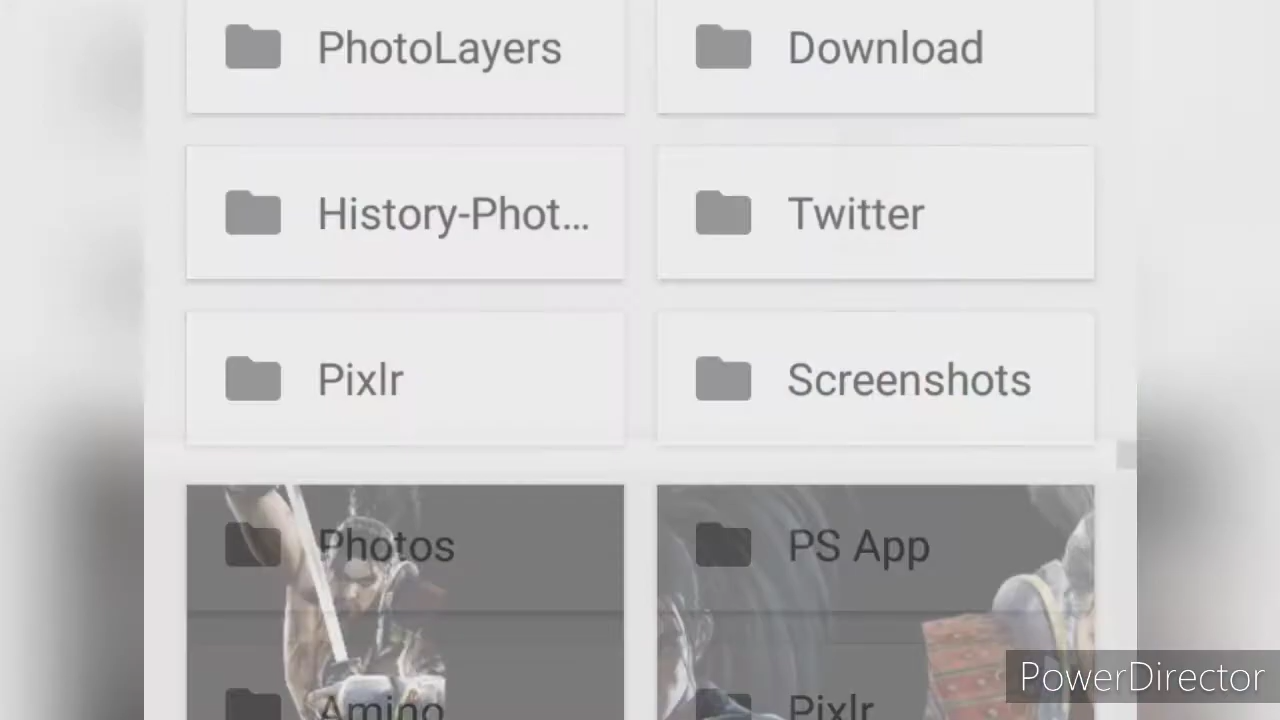 PhotoLayers
Download
History-Phot...
Twitter
Pixlr
Screenshots
Photos
PS App
Amino
Pixlr
PowerDirector